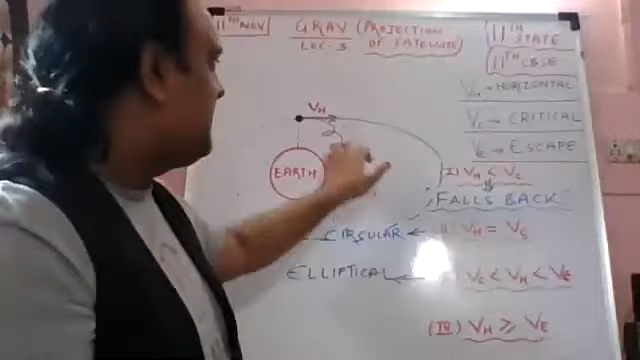 11TH NOV
GRAV (PROJECTION
LEC-3 OF SATELLITE)
11TH STATE
11TH CBSE
VH → HORIZONTAL
VC → CRITICAL
VE → ESCAPE
VH
EARTH
I) VH < VC
FALLS BACK
CIRSULAR ← VH = VC
ELLIPTICAL ← VC < VH < VE
(IV) VH ≥ VE